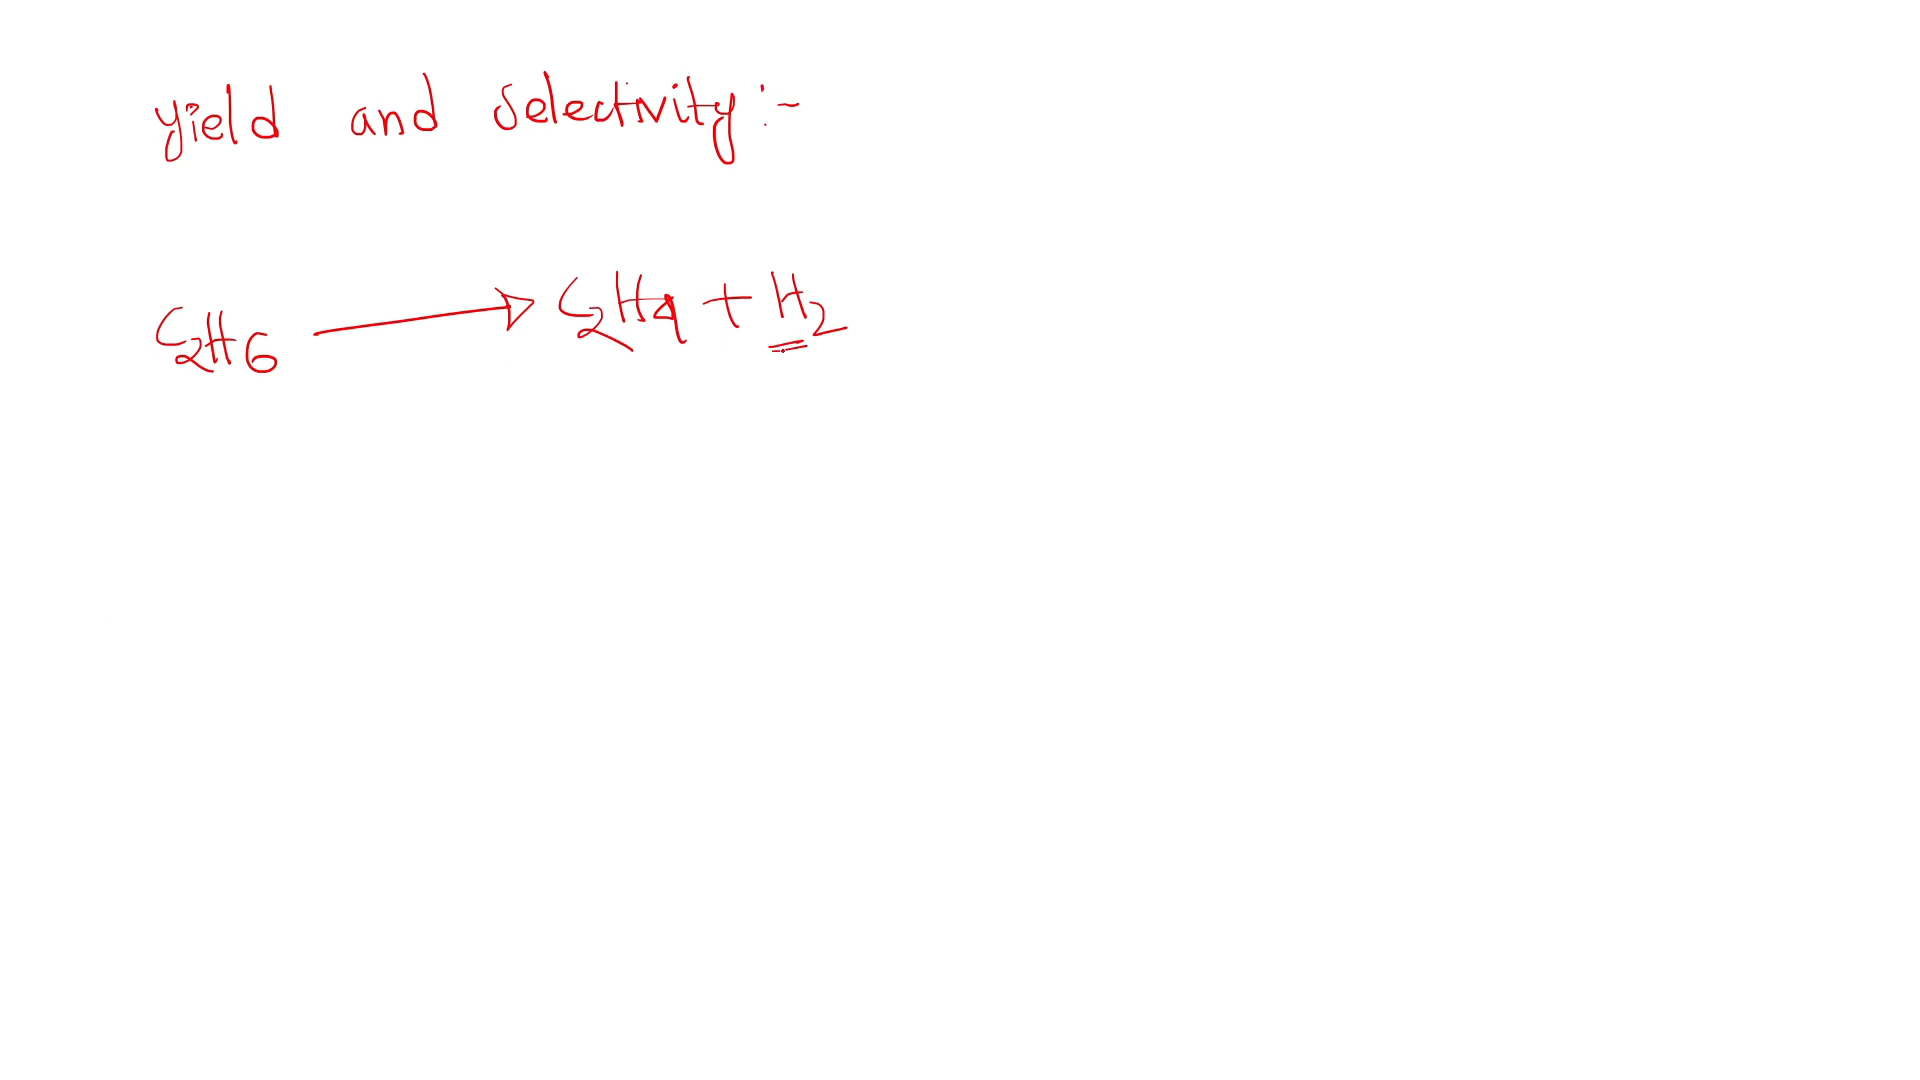 yield and selectivity :-
C2H6 → C2H4 + H2